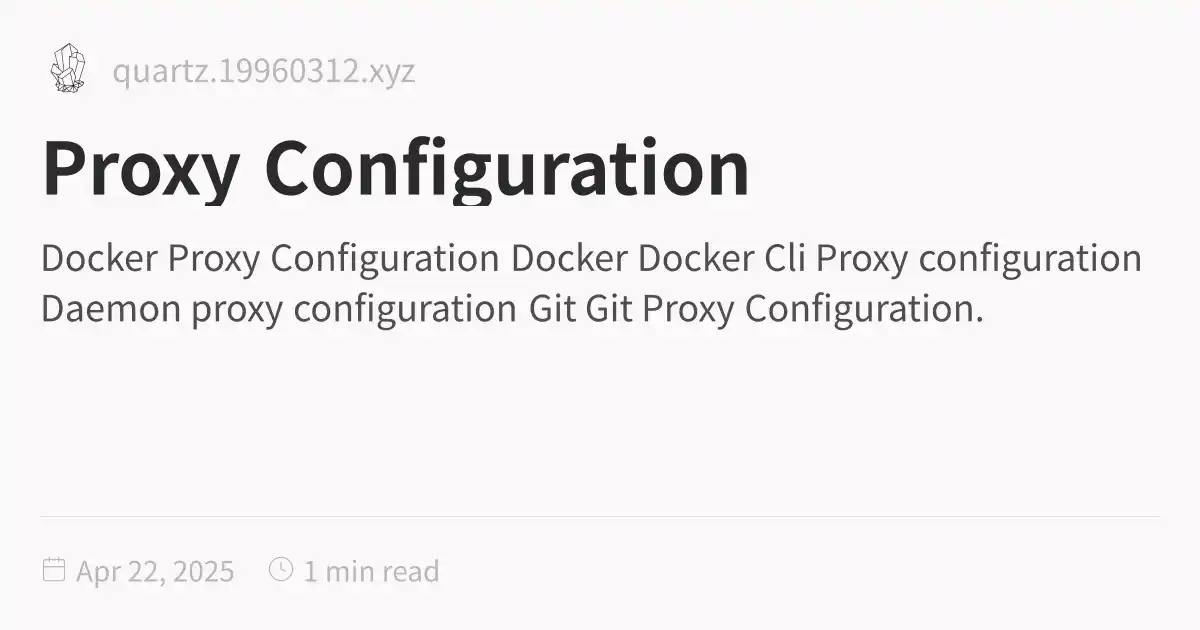 quartz.19960312.xyz
Proxy Configuration
Docker Proxy Configuration Docker Docker Cli Proxy configuration
Daemon proxy configuration Git Git Proxy Configuration.
Apr 22, 2025 1 min read